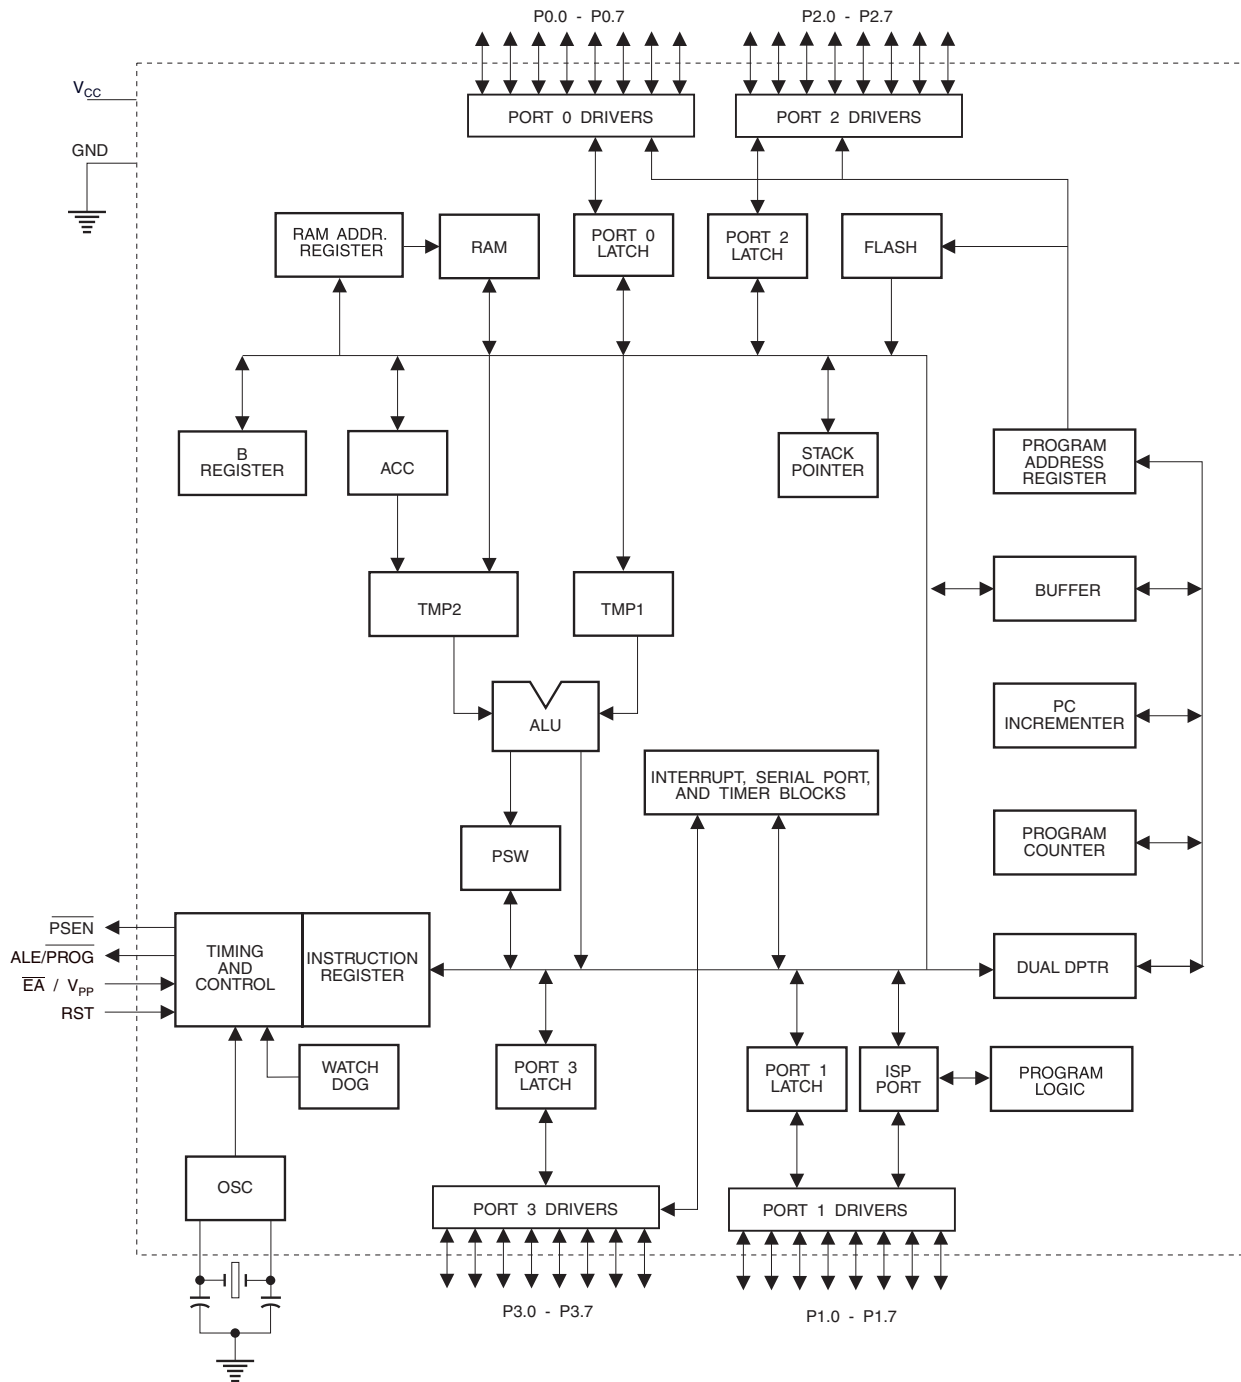 P0.0 - P0.7
P2.0 - P2.7
VCC
PORT 0 DRIVERS
PORT 2 DRIVERS
GND
RAM ADDR.
REGISTER
RAM
PORT 0
LATCH
PORT 2
LATCH
FLASH
B
REGISTER
ACC
STACK
POINTER
PROGRAM
ADDRESS
REGISTER
TMP2
TMP1
BUFFER
ALU
PC
INCREMENTER
INTERRUPT, SERIAL PORT,
AND TIMER BLOCKS
PSW
PROGRAM
COUNTER
PSEN
ALE/PROG
EA / VPP
RST
TIMING
AND
CONTROL
INSTRUCTION
REGISTER
DUAL DPTR
WATCH
DOG
PORT 3
LATCH
PORT 1
LATCH
ISP
PORT
PROGRAM
LOGIC
OSC
PORT 3 DRIVERS
PORT 1 DRIVERS
P3.0 - P3.7
P1.0 - P1.7